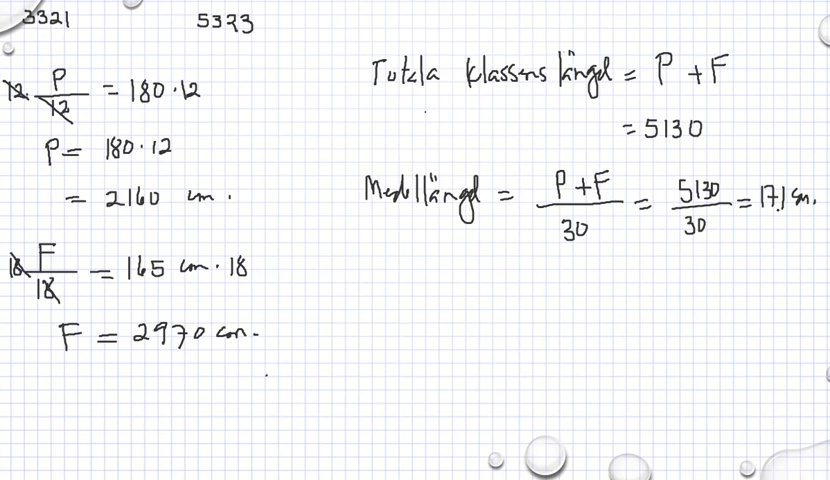 3321 5373
12 P/12 = 180·12
P = 180·12
= 2160 cm.
18 F/18 = 165 cm·18
F = 2970 cm.
Totala klassens längd = P + F
= 5130
Medellängd = P+F/30 = 5130/30 = 171 cm.